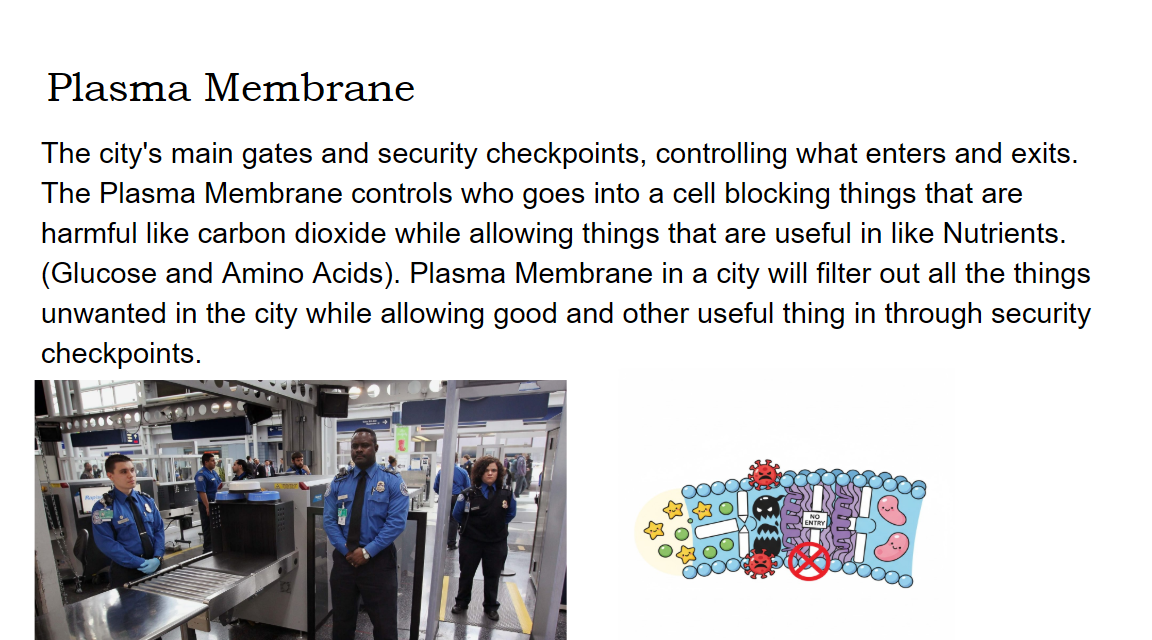 Plasma Membrane
The city's main gates and security checkpoints, controlling what enters and exits.
The Plasma Membrane controls who goes into a cell blocking things that are
harmful like carbon dioxide while allowing things that are useful in like Nutrients.
(Glucose and Amino Acids). Plasma Membrane in a city will filter out all the things
unwanted in the city while allowing good and other useful thing in through security
checkpoints.
NO
ENTRY